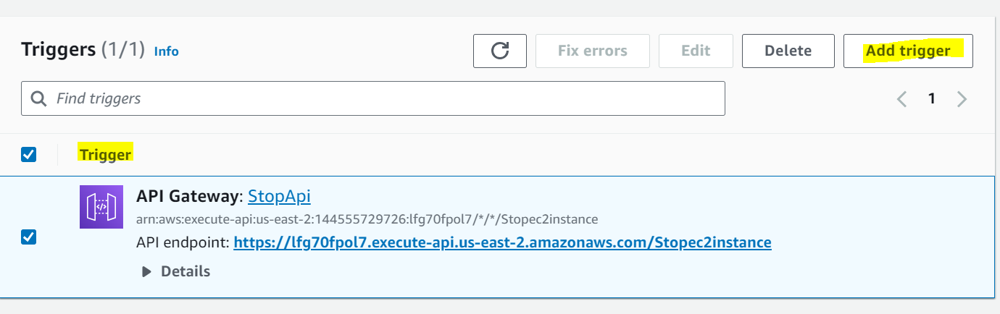 Triggers (1/1) Info
Fix errors
Edit
Delete
Add trigger
Find triggers
1
Trigger
API Gateway: StopApi
arn:aws:execute-api:us-east-2:144555729726:lfg70fpol7/*/*/Stopec2instance
API endpoint: https://lfg70fpol7.execute-api.us-east-2.amazonaws.com/Stopec2instance
Details